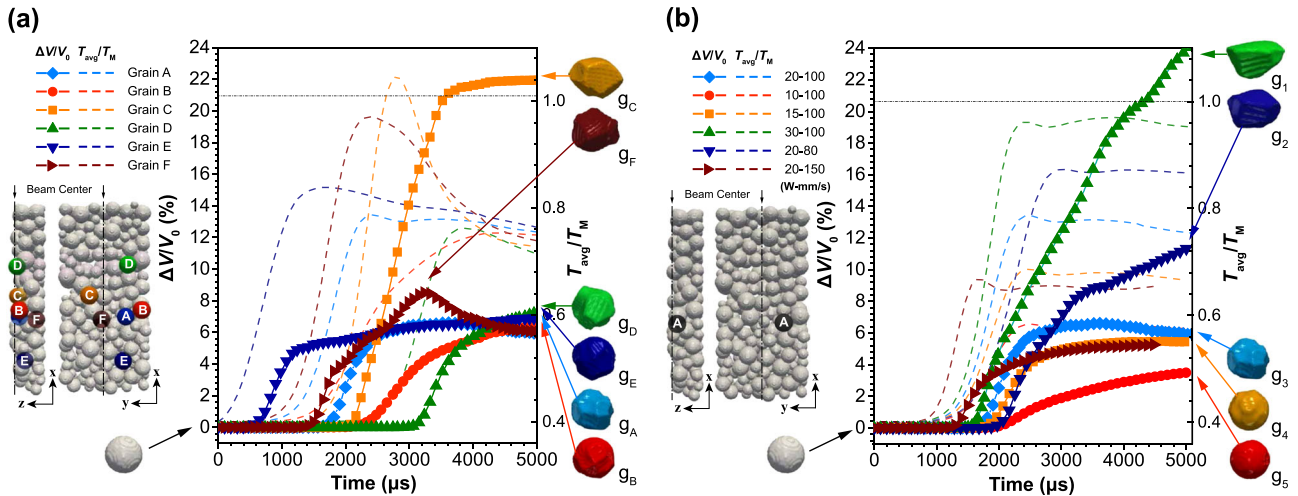 (a)
ΔV/V0 Tavg/TM
Grain A
Grain B
Grain C
Grain D
Grain E
Grain F
Beam Center
D
C
B
F
E
x
z
D
C
B
F
A
E
x
y
ΔV/V0 (%)
24
22
20
18
16
14
12
10
8
6
4
2
0
0 1000 2000 3000 4000 5000
Time (µs)
1.0
0.8
0.6
0.4
Tavg/TM
gC
gF
gD
gE
gA
gB
(b)
ΔV/V0 Tavg/TM
20-100
10-100
15-100
30-100
20-80
20-150
(W-mm/s)
Beam Center
A
x
z
A
x
y
ΔV/V0 (%)
24
22
20
18
16
14
12
10
8
6
4
2
0
0 1000 2000 3000 4000 5000
Time (µs)
1.0
0.8
0.6
0.4
Tavg/TM
g1
g2
g3
g4
g5